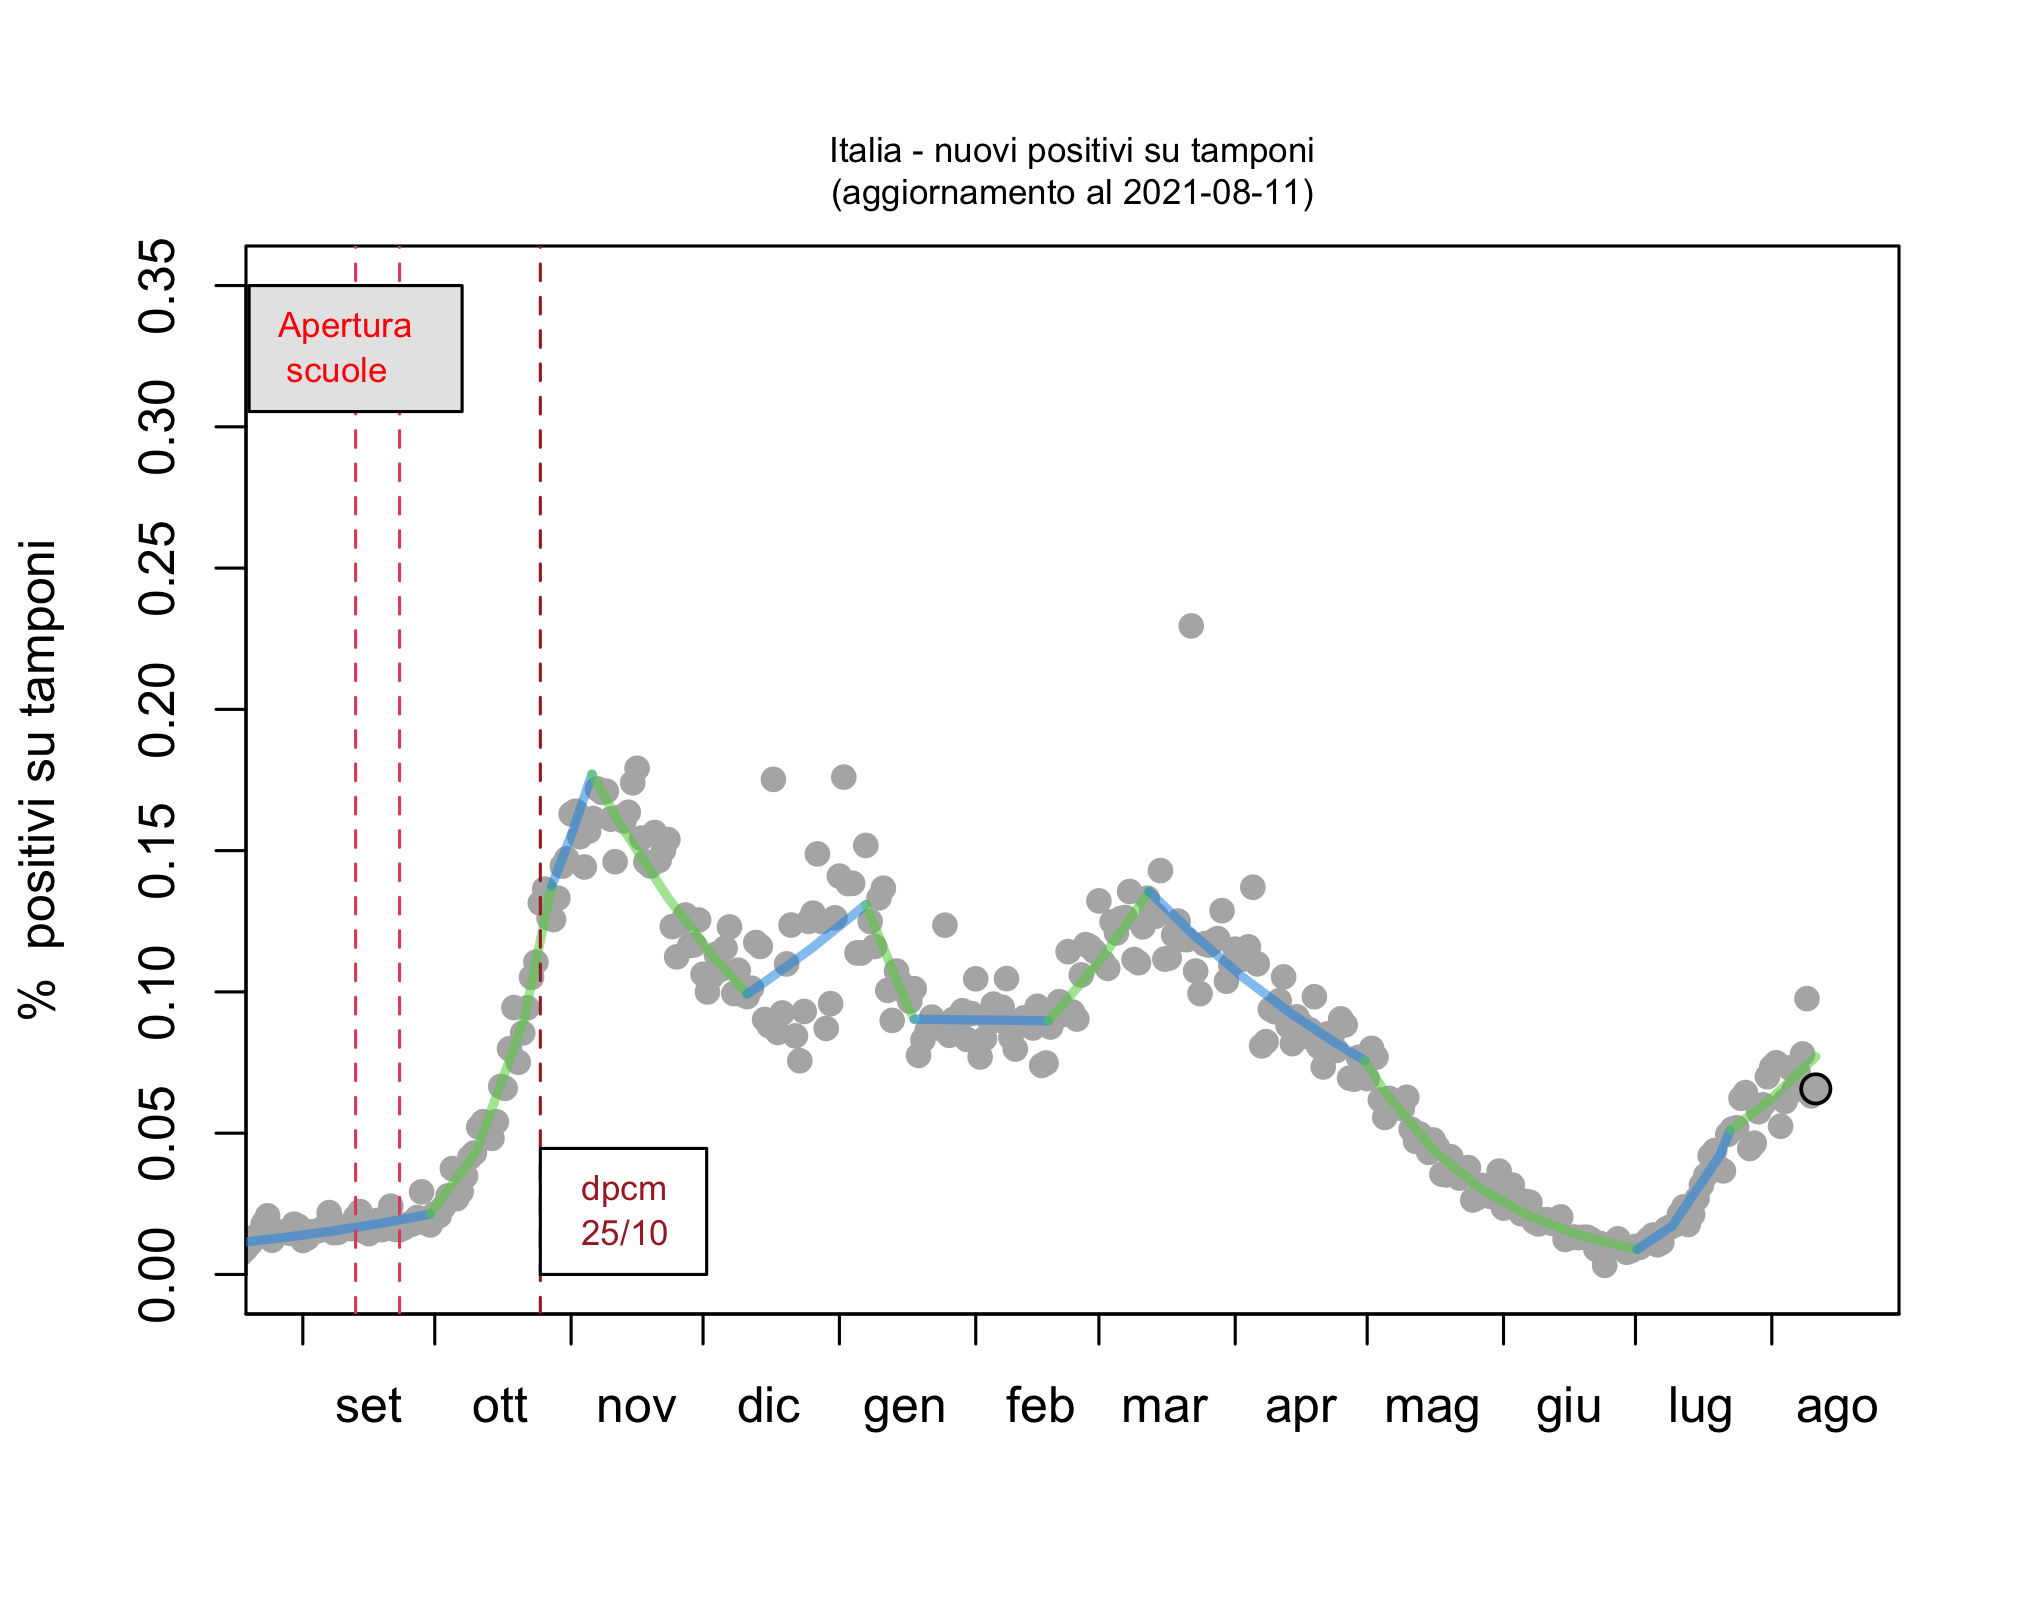 Italia - nuovi positivi su tamponi
(aggiornamento al 2021-08-11)
% positivi su tamponi
0.35
0.30
0.25
0.20
0.15
0.10
0.05
0.00
Apertura
scuole
dpcm
25/10
set ott nov dic gen feb mar apr mag giu lug ago